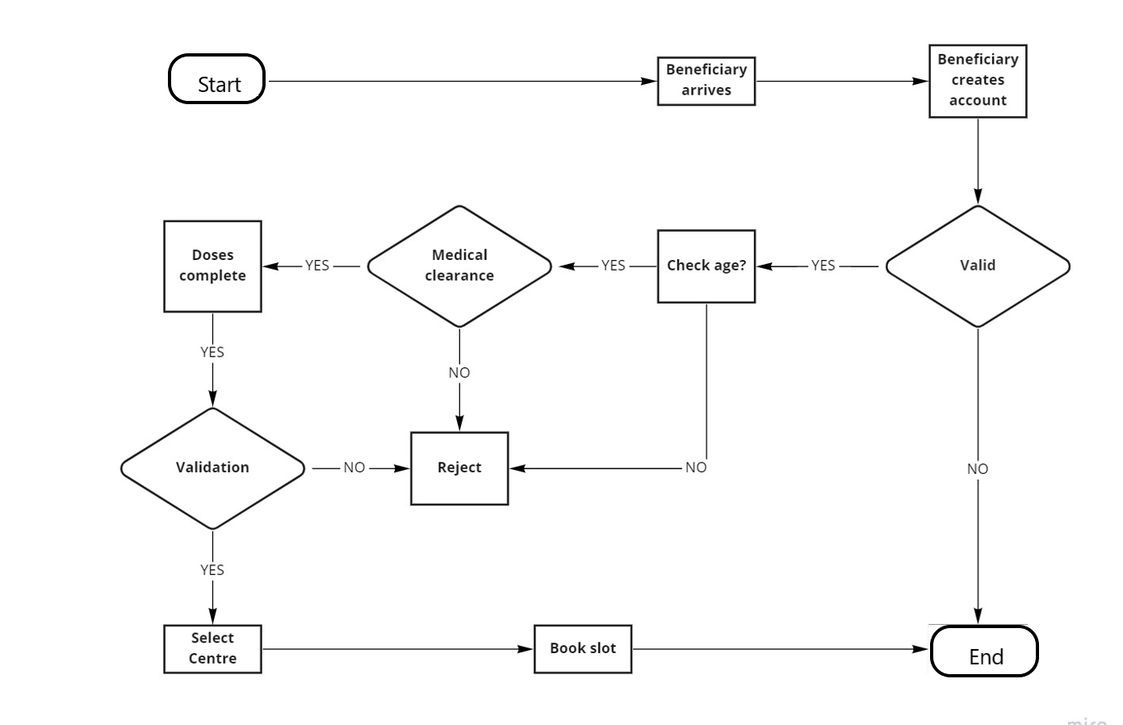 Start
Beneficiary
arrives
Beneficiary
creates
account
Doses
complete
YES
Medical
clearance
YES
Check age?
YES
Valid
YES
NO
Validation
NO
Reject
NO
NO
YES
Select
Centre
Book slot
End
miro